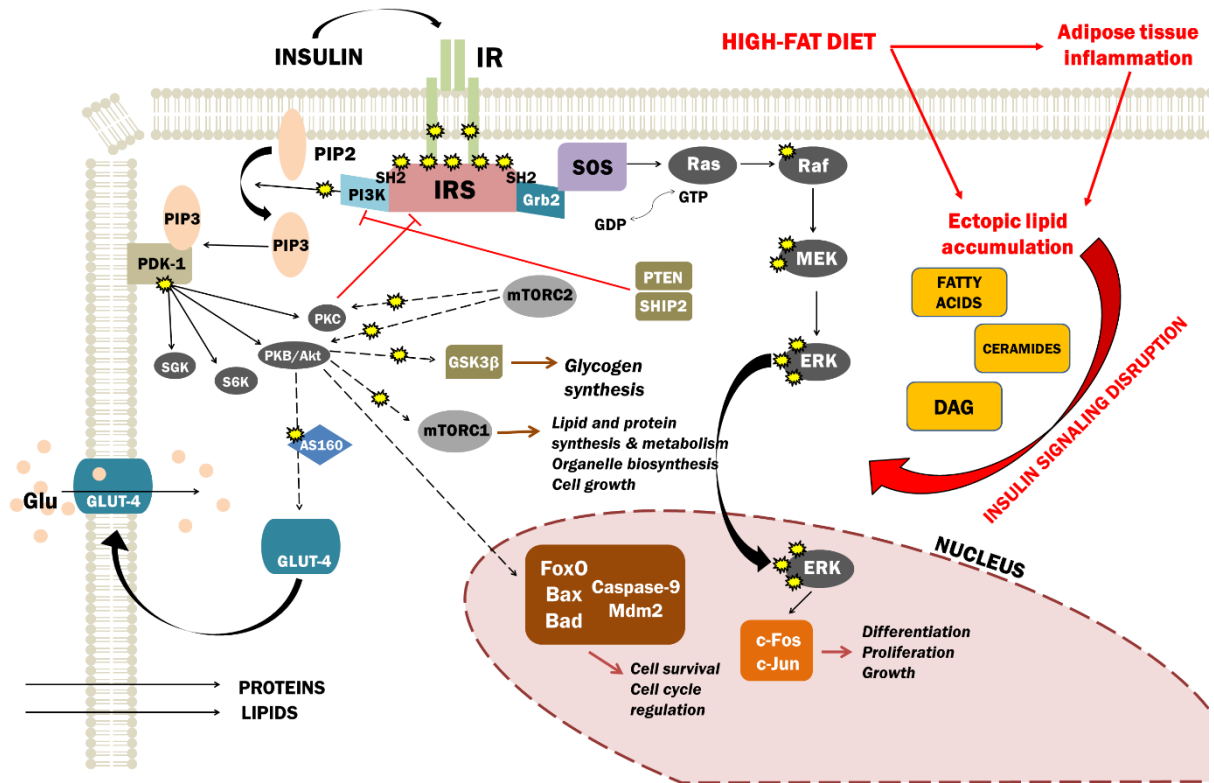 INSULIN
IR
HIGH-FAT DIET
Adipose tissue
inflammation
PIP2
SH2
SH2
PI3K
IRS
Grb2
SOS
Ras
Raf
GTP
GDP
PIP3
PIP3
PDK-1
MEK
Ectopic lipid
accumulation
PTEN
SHIP2
mTORC2
PKC
FATTY
ACIDS
CERAMIDES
DAG
INSULIN SIGNALING DISRUPTION
SGK
S6K
PKB/Akt
GSK3β
Glycogen
synthesis
ERK
mTORC1
Lipid and protein
synthesis & metabolism
Organelle biosynthesis
Cell growth
AS160
Glu
GLUT-4
GLUT-4
NUCLEUS
FoxO
Bax
Bad
Caspase-9
Mdm2
ERK
c-Fos
c-Jun
Differentiation
Proliferation
Growth
Cell survival
Cell cycle
regulation
PROTEINS
LIPIDS